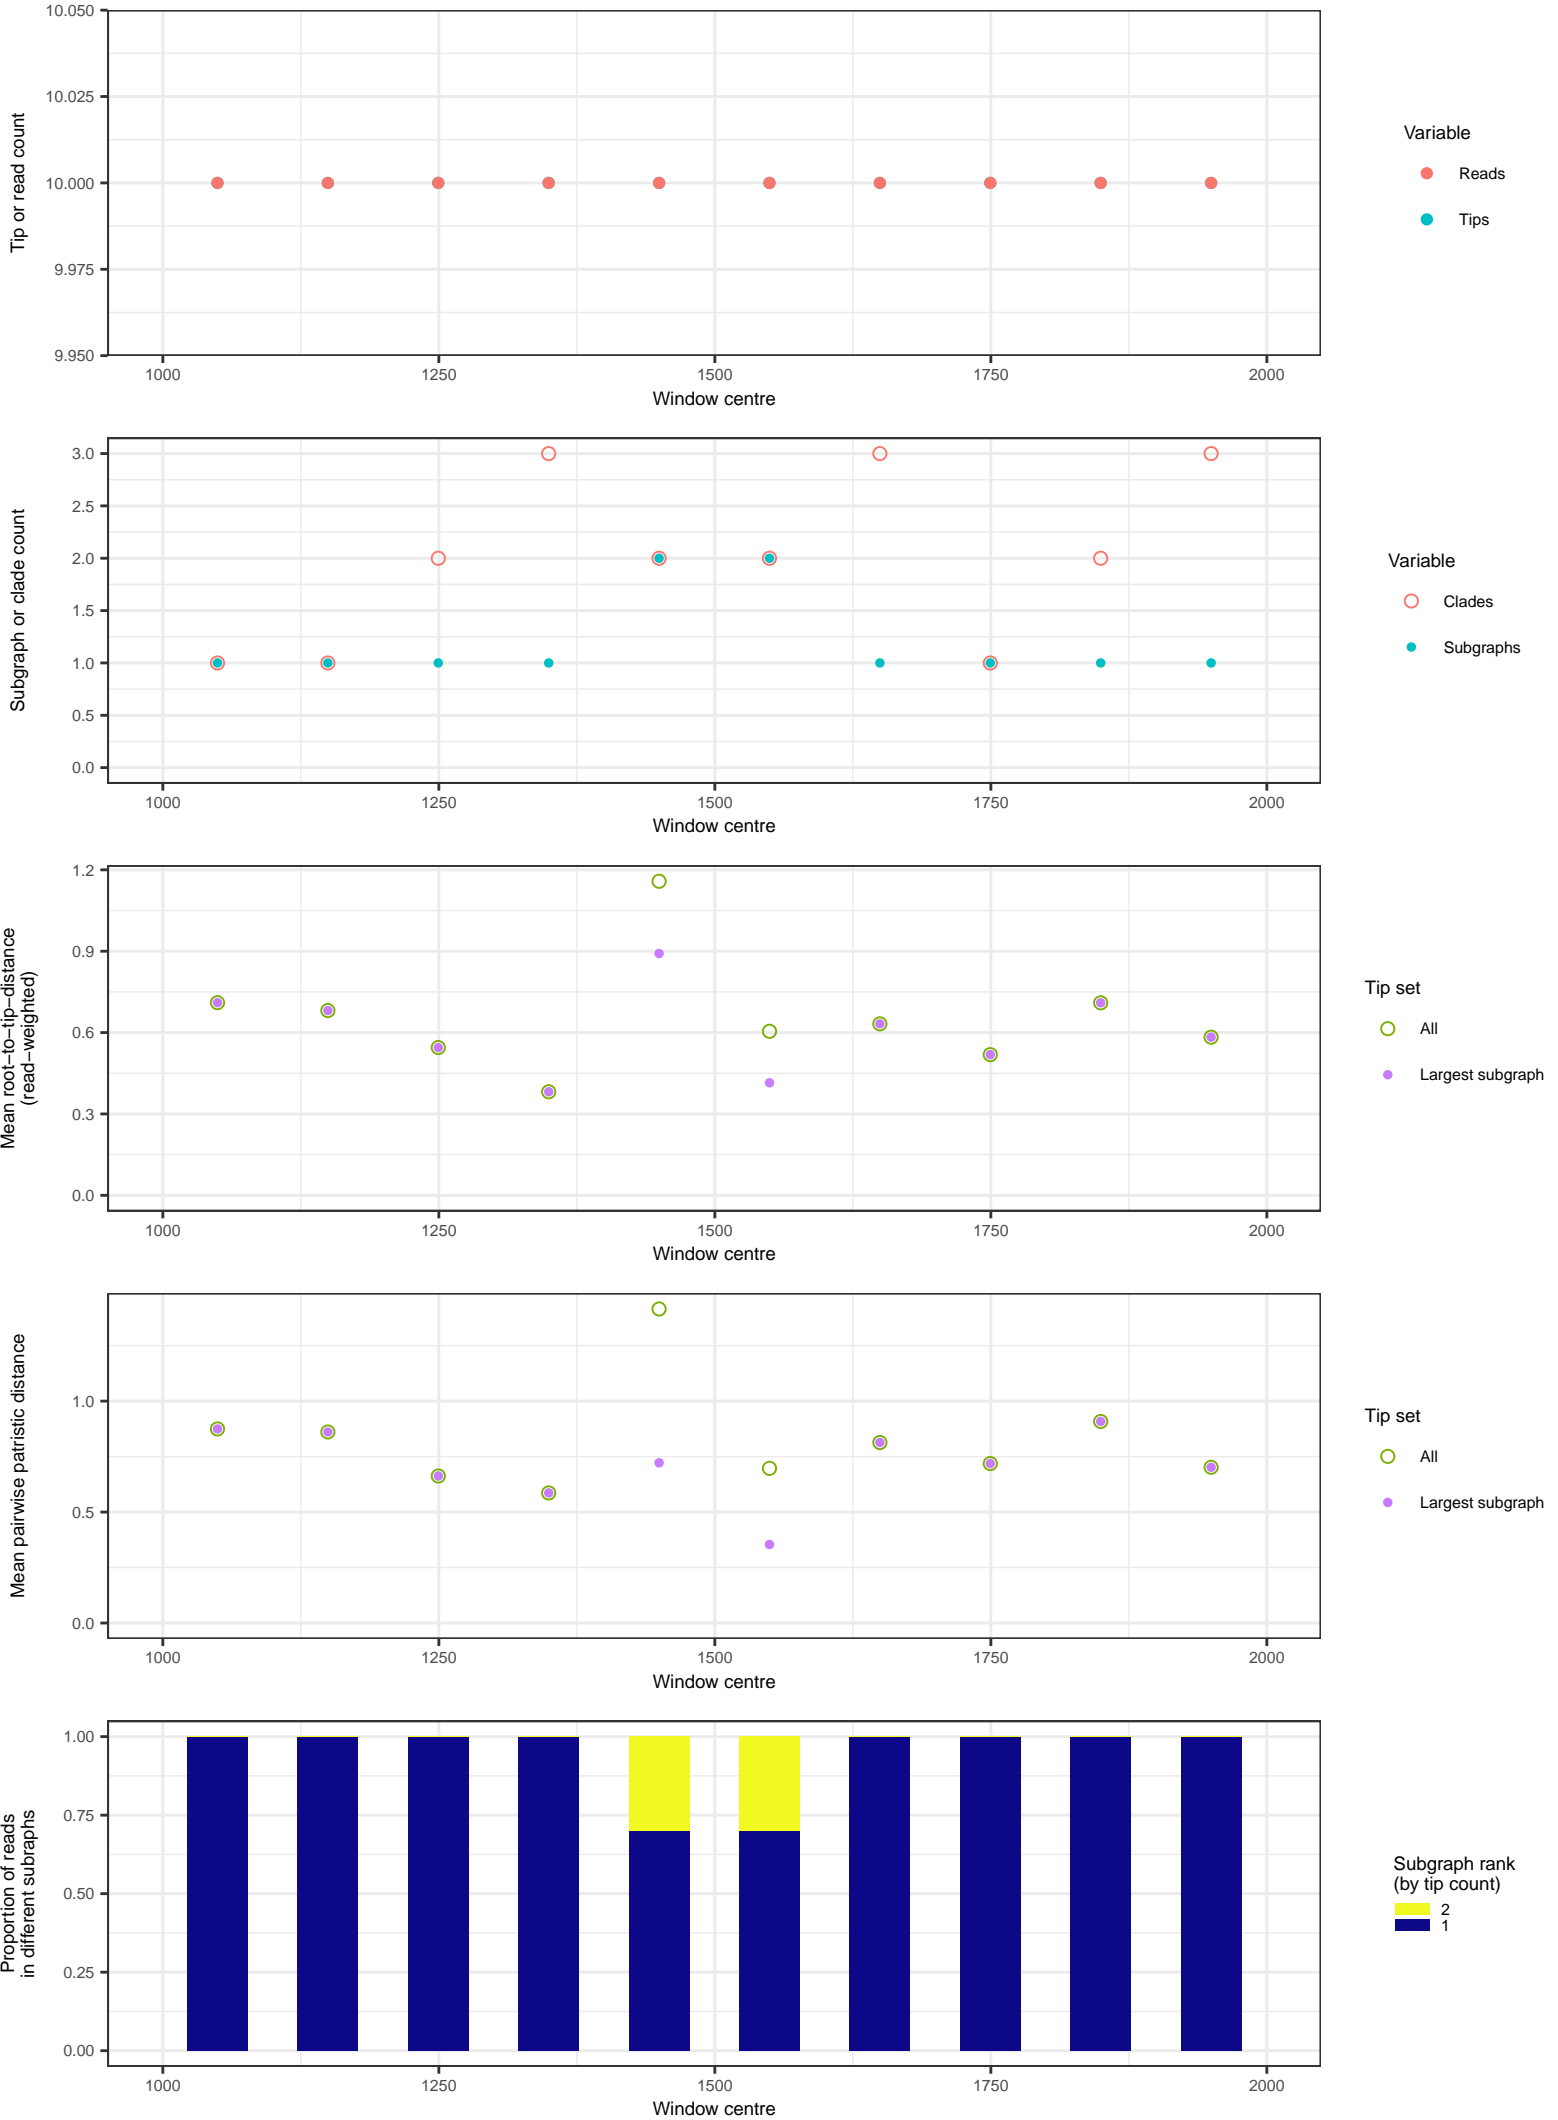 10.050
10.025
10.000
9.975
9.950
Tip or read count
1000 1250 1500 1750 2000
Window centre
Variable
Reads
Tips
3.0
2.5
2.0
1.5
1.0
0.5
0.0
Subgraph or clade count
1000 1250 1500 1750 2000
Window centre
Variable
Clades
Subgraphs
1.2
0.9
0.6
0.3
0.0
Mean root−to−tip−distance
(read−weighted)
1000 1250 1500 1750 2000
Window centre
Tip set
All
Largest subgraph
1.0
0.5
0.0
Mean pairwise patristic distance
1000 1250 1500 1750 2000
Window centre
Tip set
All
Largest subgraph
1.00
0.75
0.50
0.25
0.00
Proportion of reads
in different subraphs
1000 1250 1500 1750 2000
Window centre
Subgraph rank
(by tip count)
2
1